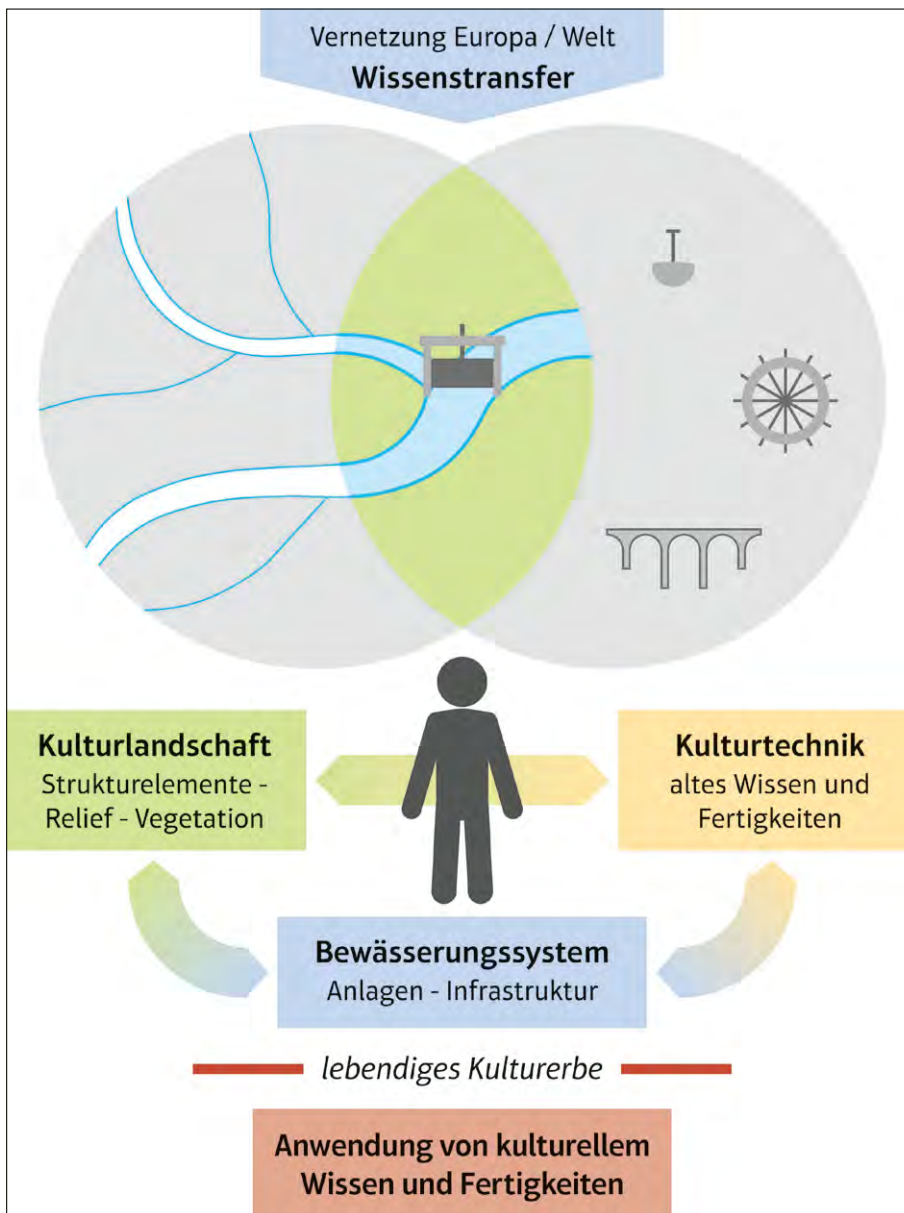 Vernetzung Europa / Welt
Wissenstransfer
Kulturlandschaft
Strukturelemente -
Relief - Vegetation
Kulturtechnik
altes Wissen und
Fertigkeiten
Bewässerungssystem
Anlagen - Infrastruktur
lebendiges Kulturerbe
Anwendung von kulturellem
Wissen und Fertigkeiten